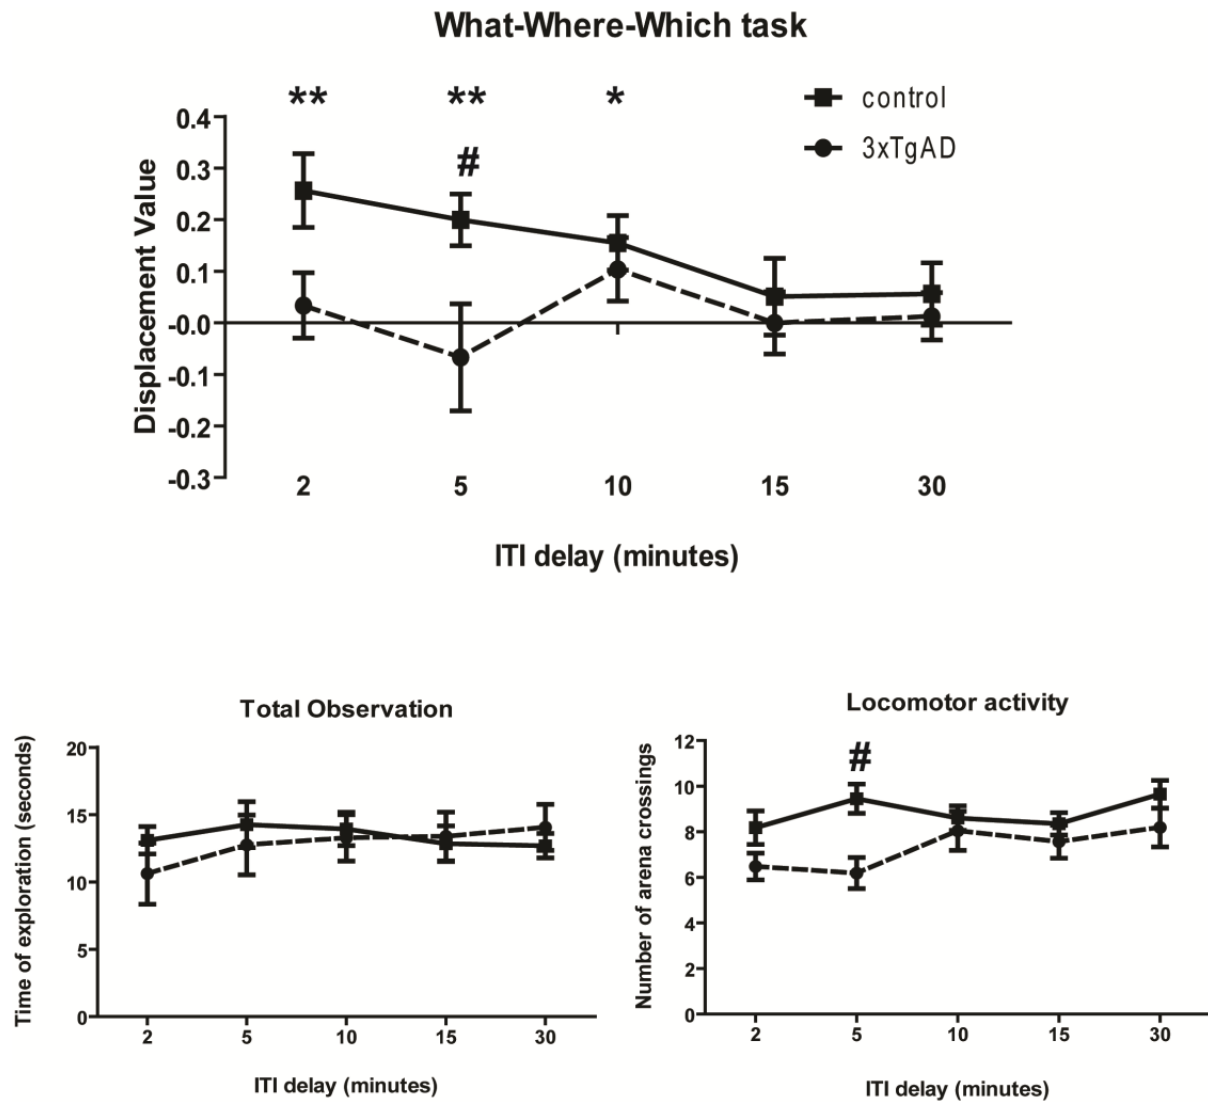 What-Where-Which task
** ** *
control
3xTgAD
#
Displacement Value
0.4
0.3
0.2
0.1
-0.0
-0.1
-0.2
-0.3
2 5 10 15 30
ITI delay (minutes)
Total Observation
Time of exploration (seconds)
20
15
10
5
0
2 5 10 15 30
ITI delay (minutes)
Locomotor activity
#
Number of arena crossings
12
10
8
6
4
2
0
2 5 10 15 30
ITI delay (minutes)